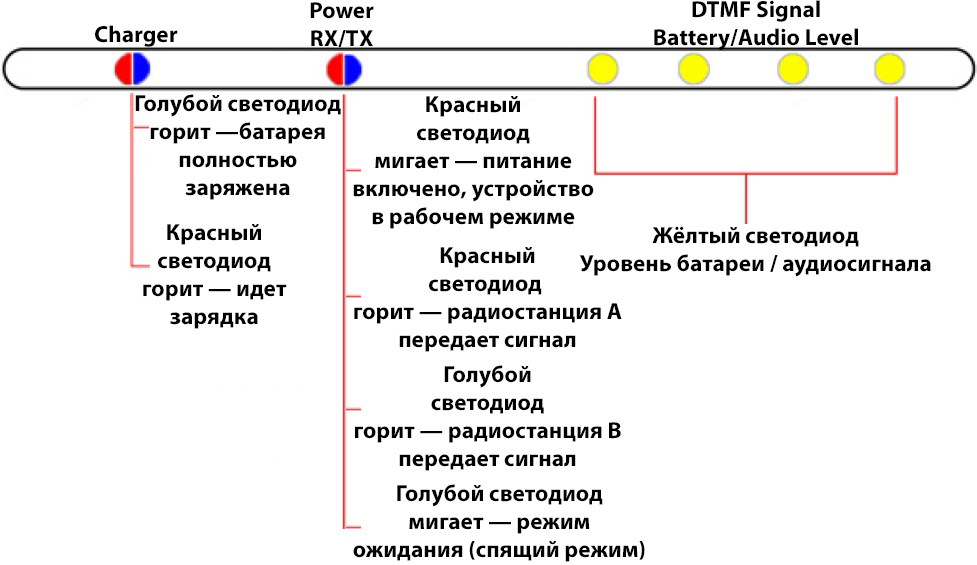 Charger
Power
RX/TX
DTMF Signal
Battery/Audio Level
Голубой светодиод
горит —батарея
полностью
заряжена
Красный
светодиод
горит — идет
зарядка
Красный
светодиод
мигает — питание
включено, устройство
в рабочем режиме
Красный
светодиод
горит — радиостанция А
передает сигнал
Голубой
светодиод
горит — радиостанция В
передает сигнал
Голубой светодиод
мигает — режим
ожидания (спящий режим)
Жёлтый светодиод
Уровень батареи / аудиосигнала